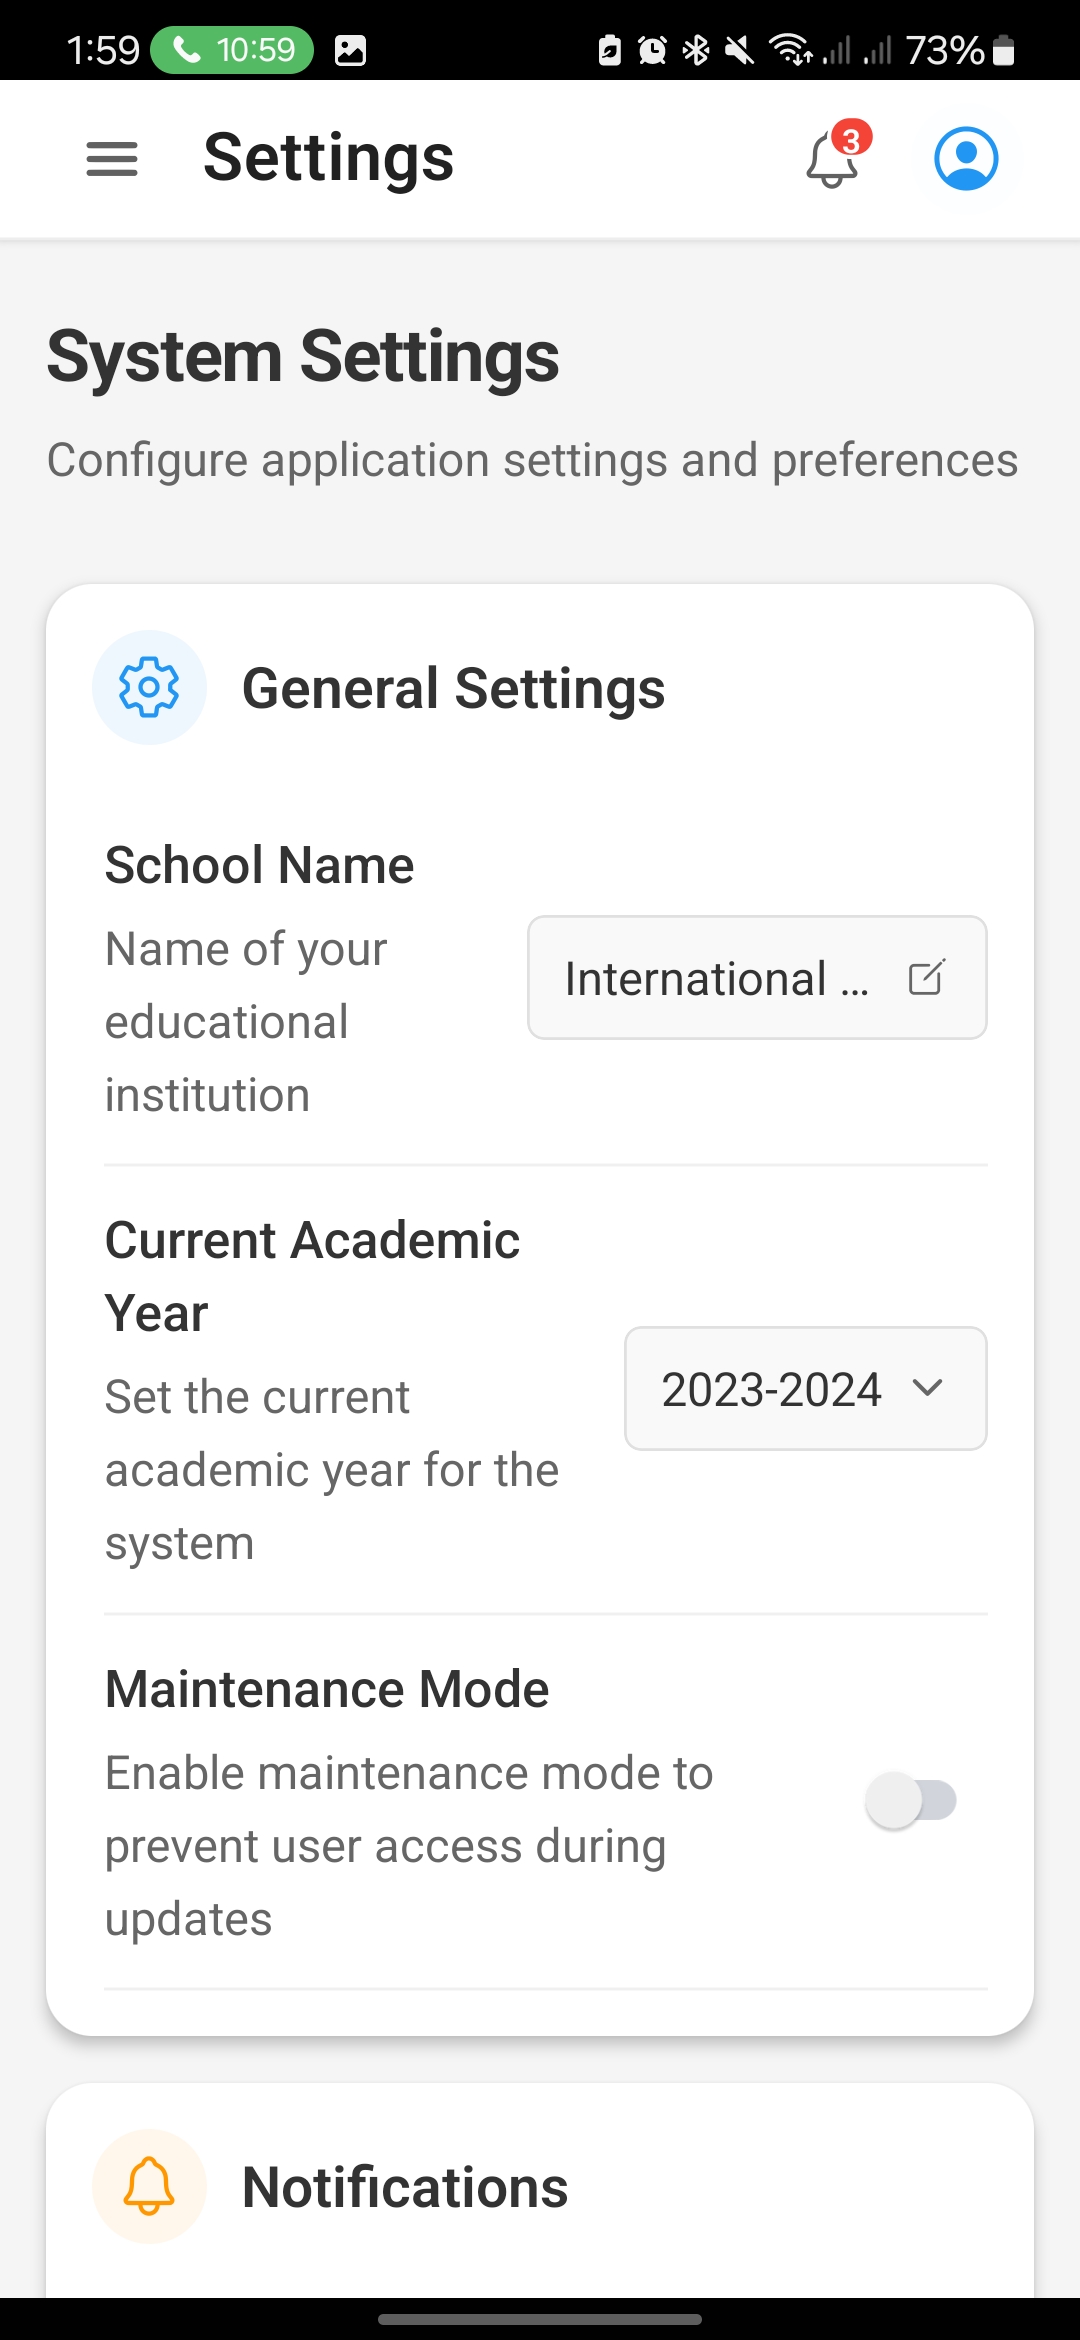 1:59 10:59 73%
Settings 3
System Settings
Configure application settings and preferences
General Settings
School Name
Name of your
educational
institution
International ...
Current Academic
Year
Set the current
academic year for the
system
2023-2024
Maintenance Mode
Enable maintenance mode to
prevent user access during
updates
Notifications